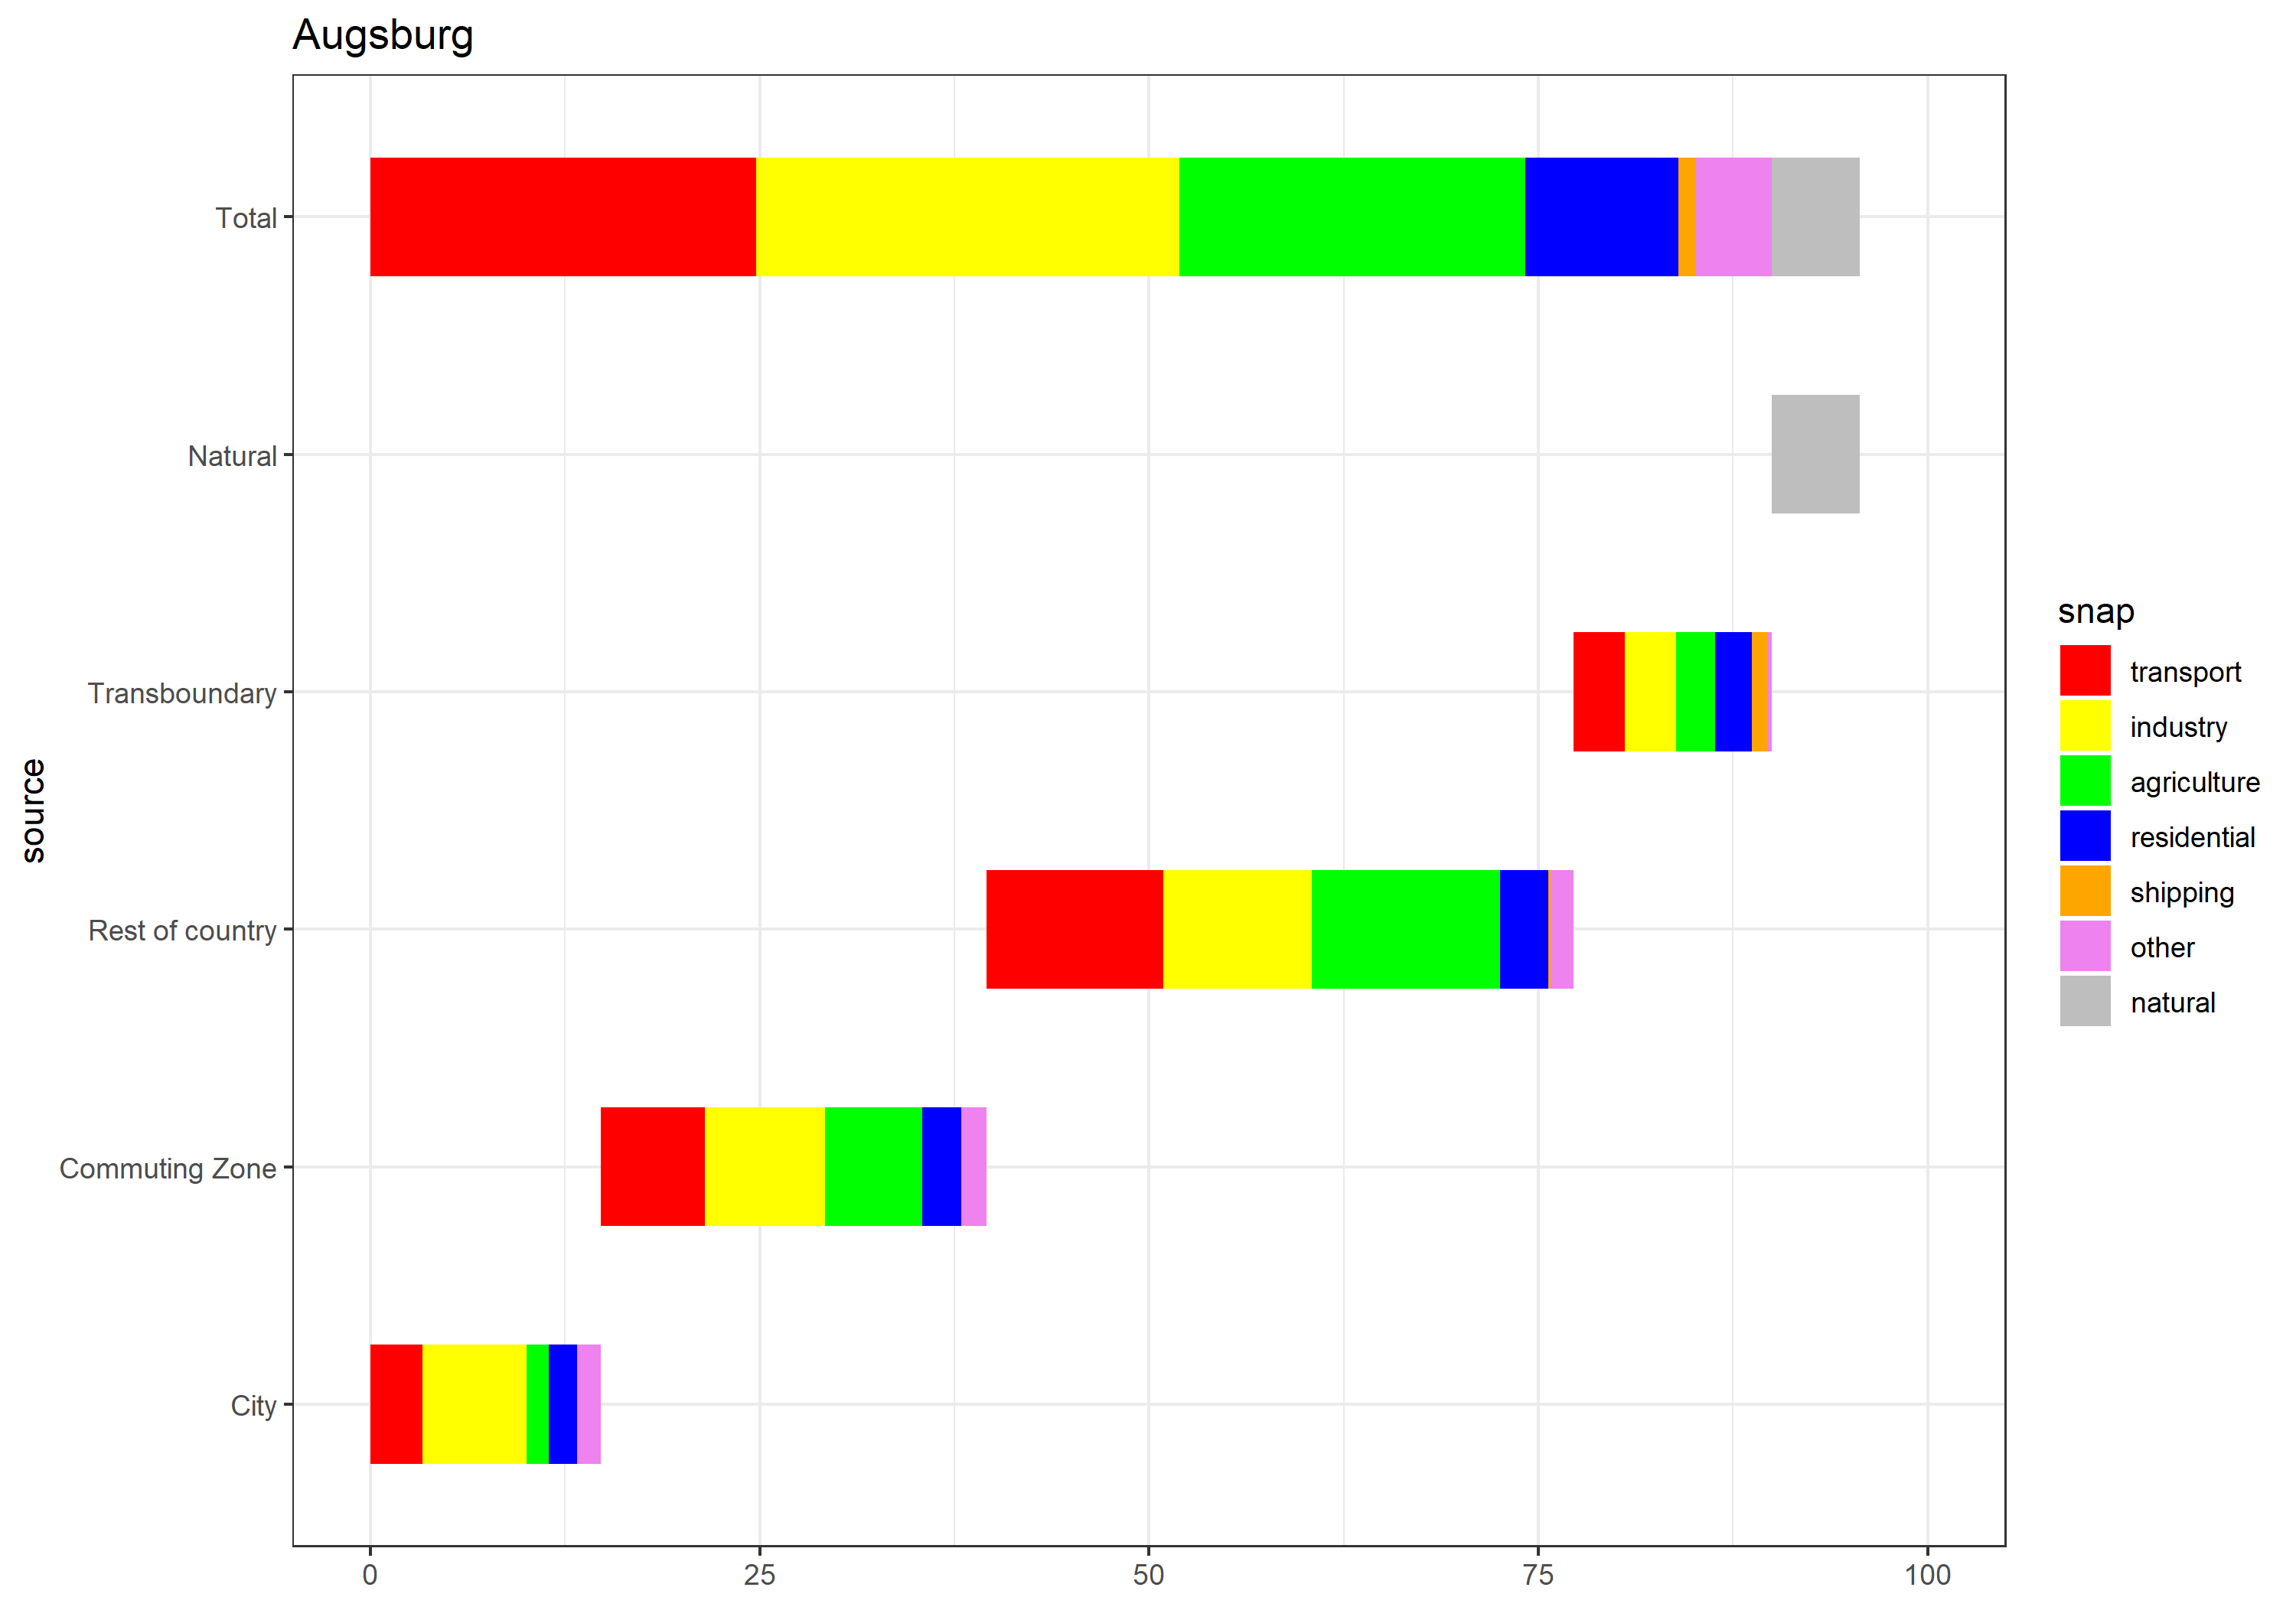 Augsburg
Total
Natural
Transboundary
Rest of country
Commuting Zone
City
source
0
25
50
75
100
snap
transport
industry
agriculture
residential
shipping
other
natural